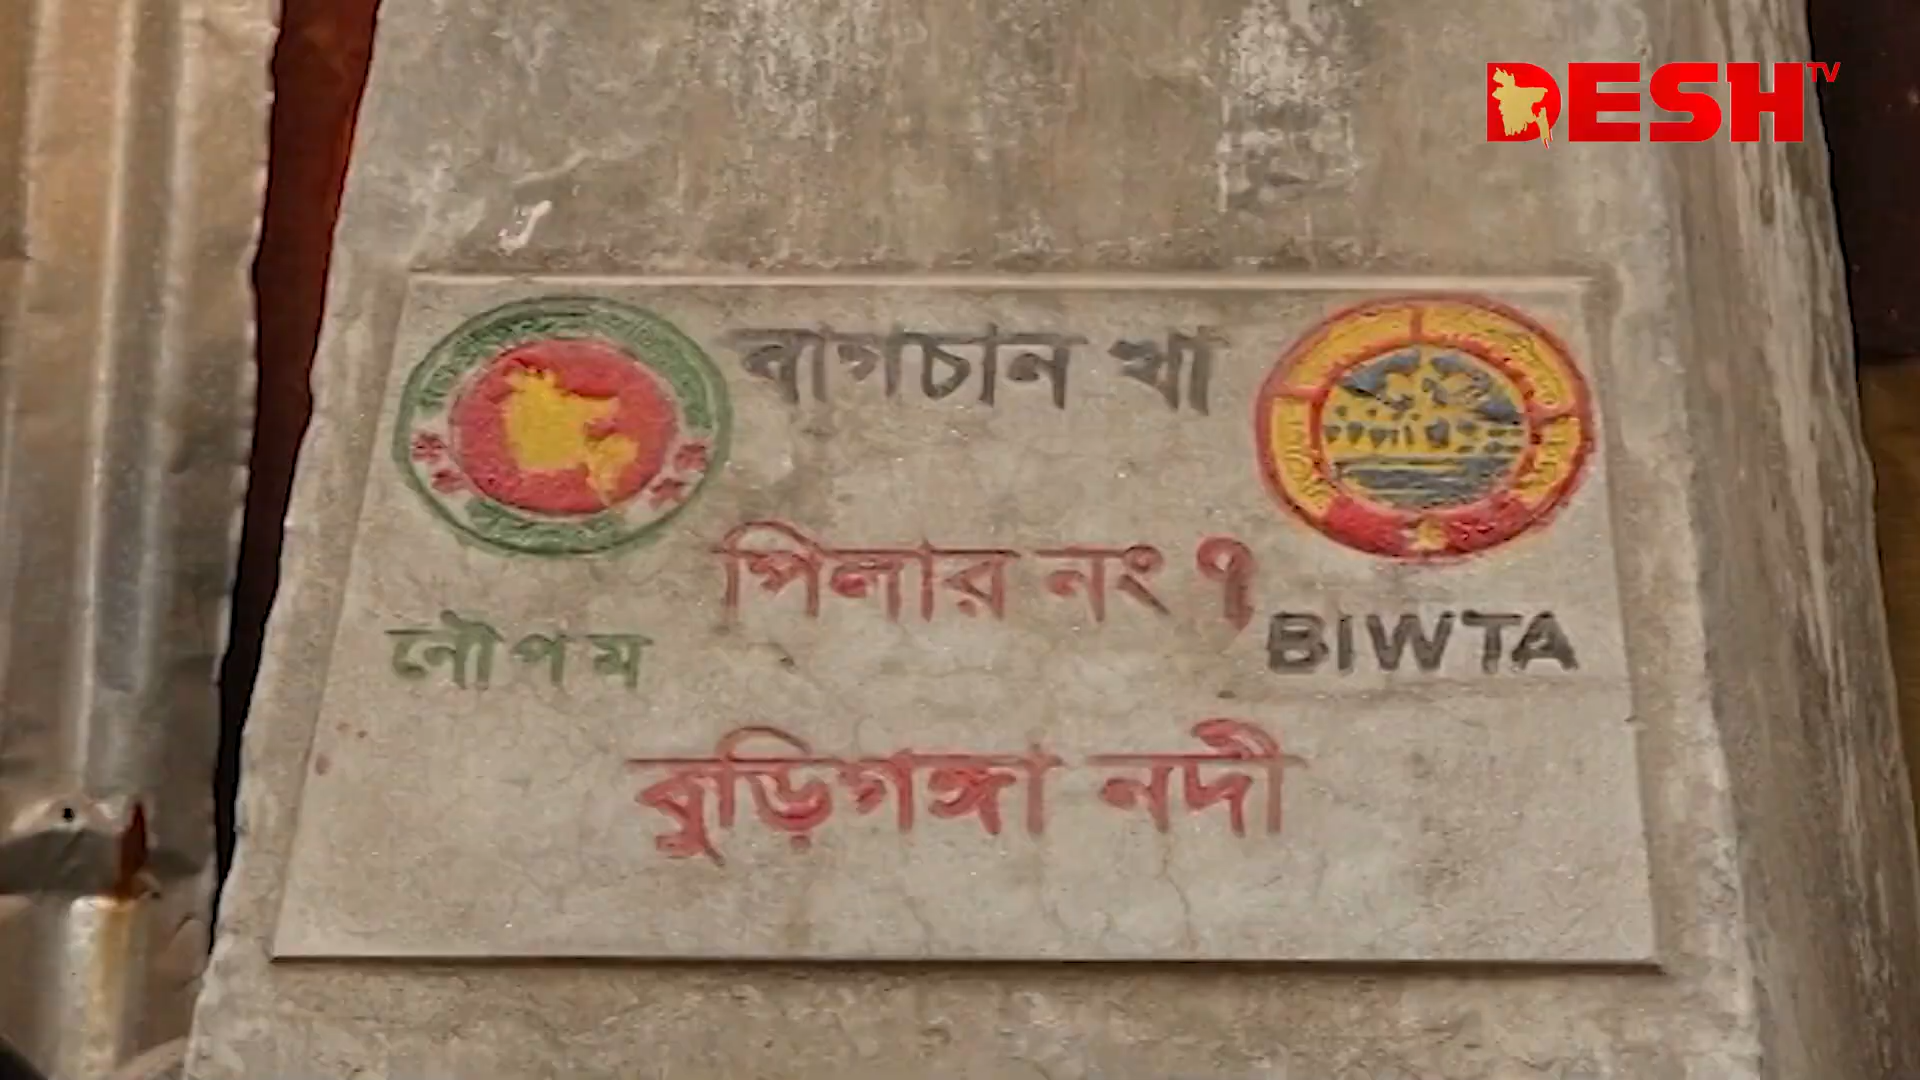 DESH TV
বাগচান খা
পিলার নং ৭
নৌপম
BIWTA
বুড়িগঙ্গা নদী